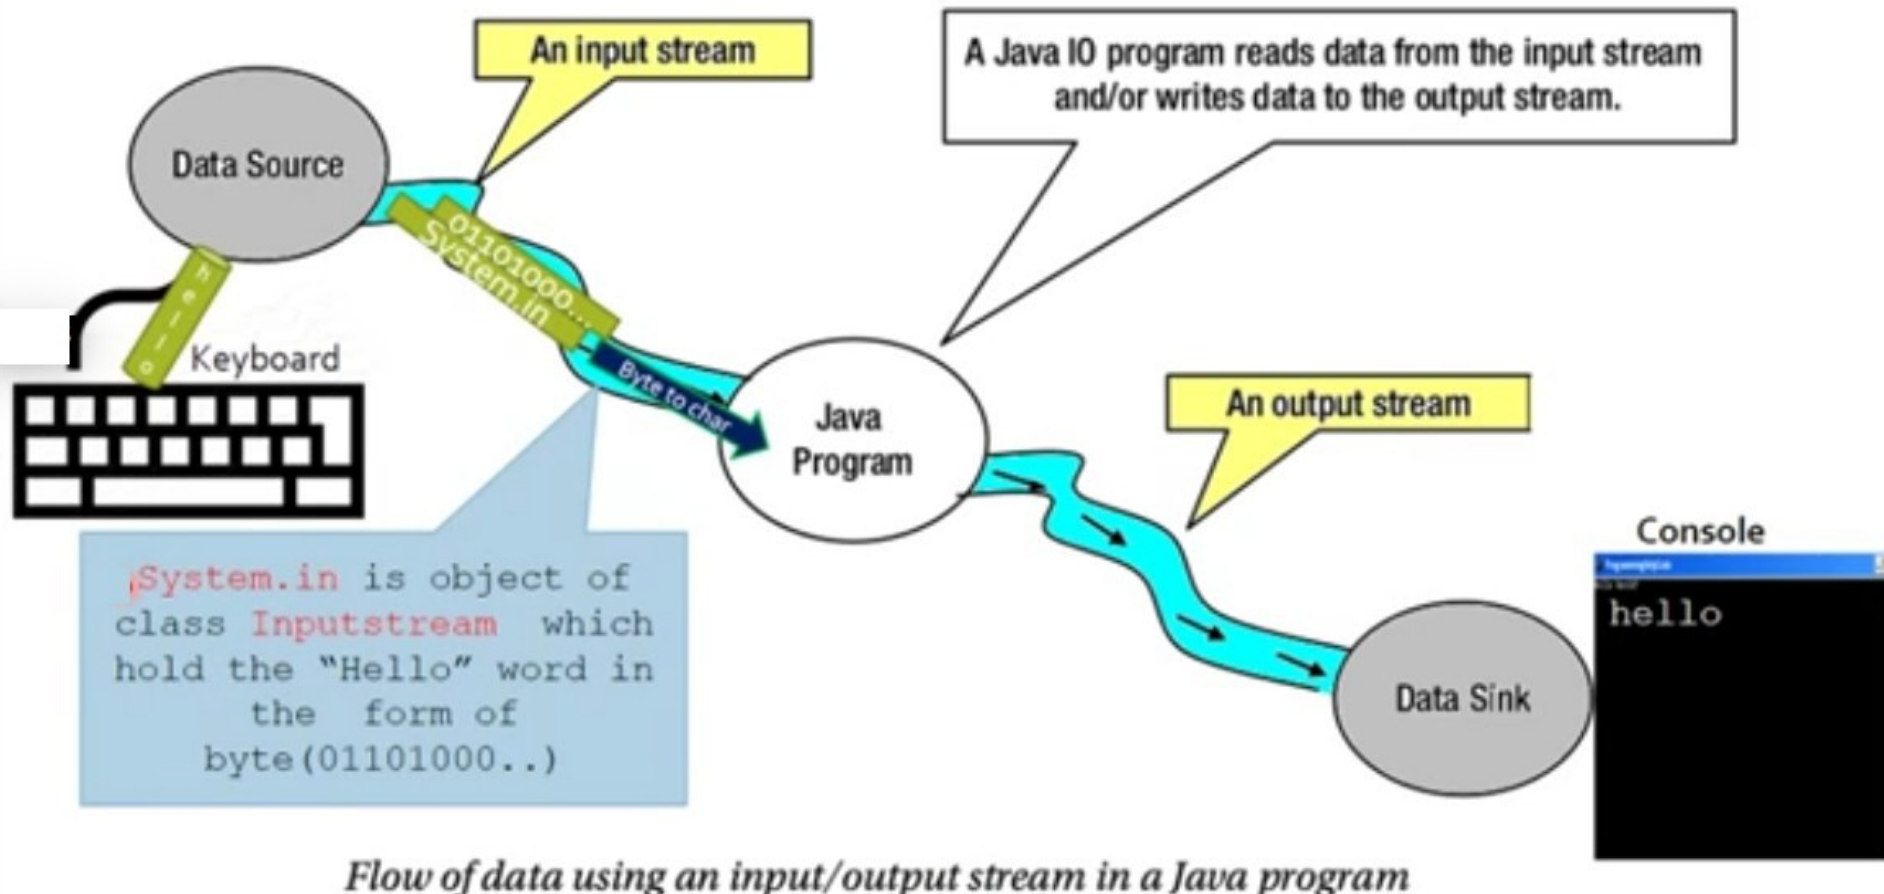 An input stream
A Java IO program reads data from the input stream
and/or writes data to the output stream.
Data Source
01101000...
System.in
hello
Keyboard
Byte to char
Java
Program
An output stream
System.in is object of
class Inputstream which
hold the “Hello” word in
the form of
byte(01101000..)
Console
hello
Data Sink
Flow of data using an input/output stream in a Java program